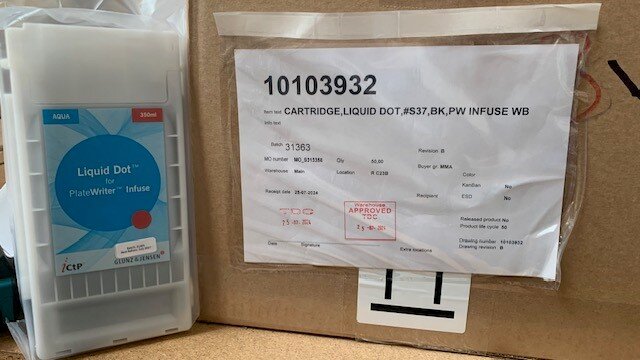 AQUA 350ml
Liquid Dot™
for
PlateWriter™ Infuse
iCtP
GLUNZ & JENSEN
10103932
Item text CARTRIDGE,LIQUID DOT,#S37,BK,PW INFUSE WB
Info text
Batch 31363
Revision B
MO number Qty 50,00 Buyer gr. MMA
Warehouse Main Location R C23B Color
KanBan No
Receipt date 25-07-2024 Recipient ESD No
Warehouse
APPROVED
TDC
Released product No
Product life cycle 50
Date Signature Extra locations
Drawing number 10103932
Drawing revision B